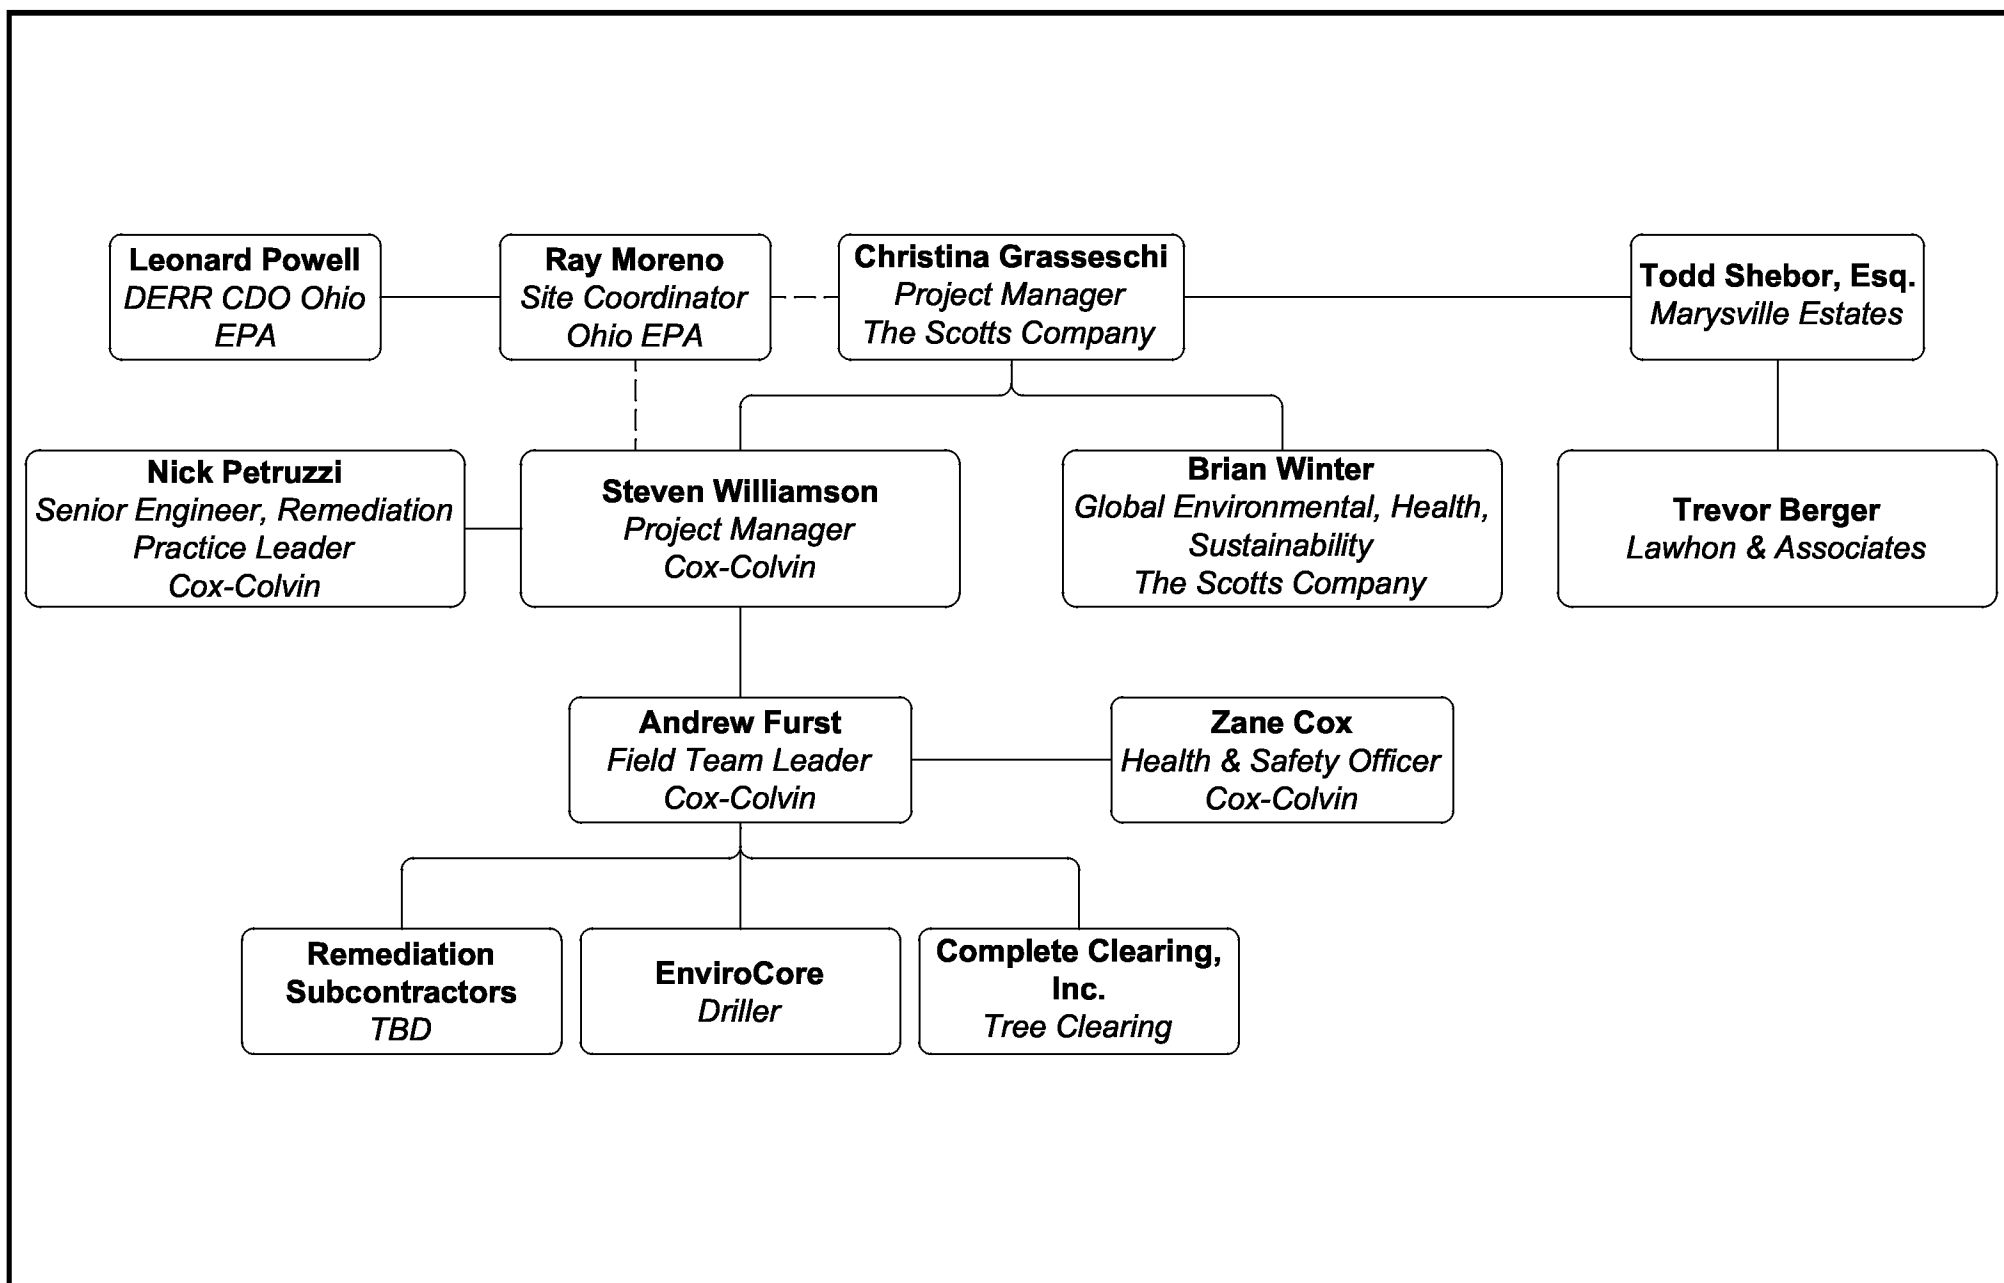 Leonard Powell
DERR CDO Ohio
EPA
Ray Moreno
Site Coordinator
Ohio EPA
Christina Grasseschi
Project Manager
The Scotts Company
Todd Shebor, Esq.
Marysville Estates
Nick Petruzzi
Senior Engineer, Remediation
Practice Leader
Cox-Colvin
Steven Williamson
Project Manager
Cox-Colvin
Brian Winter
Global Environmental, Health,
Sustainability
The Scotts Company
Trevor Berger
Lawhon & Associates
Andrew Furst
Field Team Leader
Cox-Colvin
Zane Cox
Health & Safety Officer
Cox-Colvin
Remediation
Subcontractors
TBD
EnviroCore
Driller
Complete Clearing,
Inc.
Tree Clearing